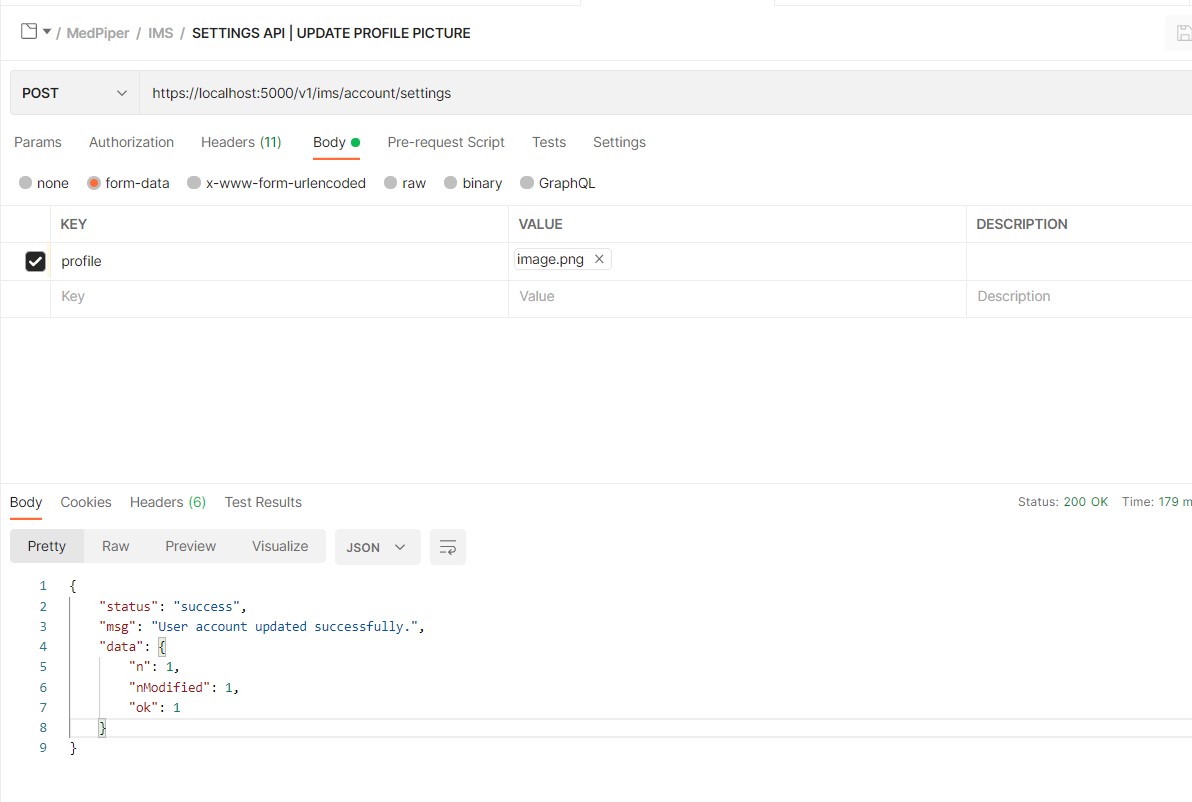 / MedPiper / IMS / SETTINGS API | UPDATE PROFILE PICTURE
POST https://localhost:5000/v1/ims/account/settings
Params Authorization Headers (11) Body Pre-request Script Tests Settings
none form-data x-www-form-urlencoded raw binary GraphQL
KEY VALUE DESCRIPTION
profile image.png
Key Value Description
Body Cookies Headers (6) Test Results Status: 200 OK Time: 179 m
Pretty Raw Preview Visualize JSON
1 {
2 "status": "success",
3 "msg": "User account updated successfully.",
4 "data": {
5 "n": 1,
6 "nModified": 1,
7 "ok": 1
8 }
9 }